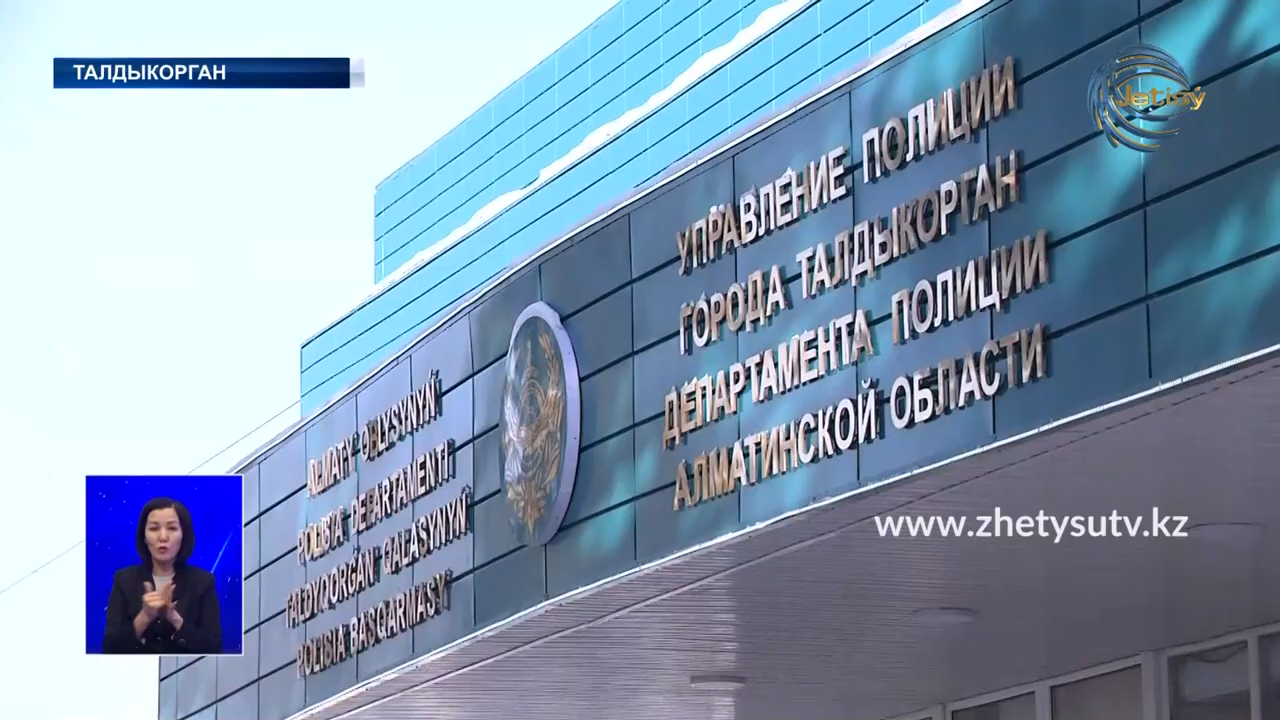 ТАЛДЫКОРГАН
Jetisý
УПРАВЛЕНИЕ ПОЛИЦИИ
ГОРОДА ТАЛДЫКОРГАН
ДЕПАРТАМЕНТА ПОЛИЦИИ
АЛМАТИНСКОЙ ОБЛАСТИ
ALMATY OBLYSYNYŃ
POLISIA DEPARTAMENTI
TALDYQORǴAN QALASYNYŃ
POLISIA BASQARMASY
www.zhetysutv.kz